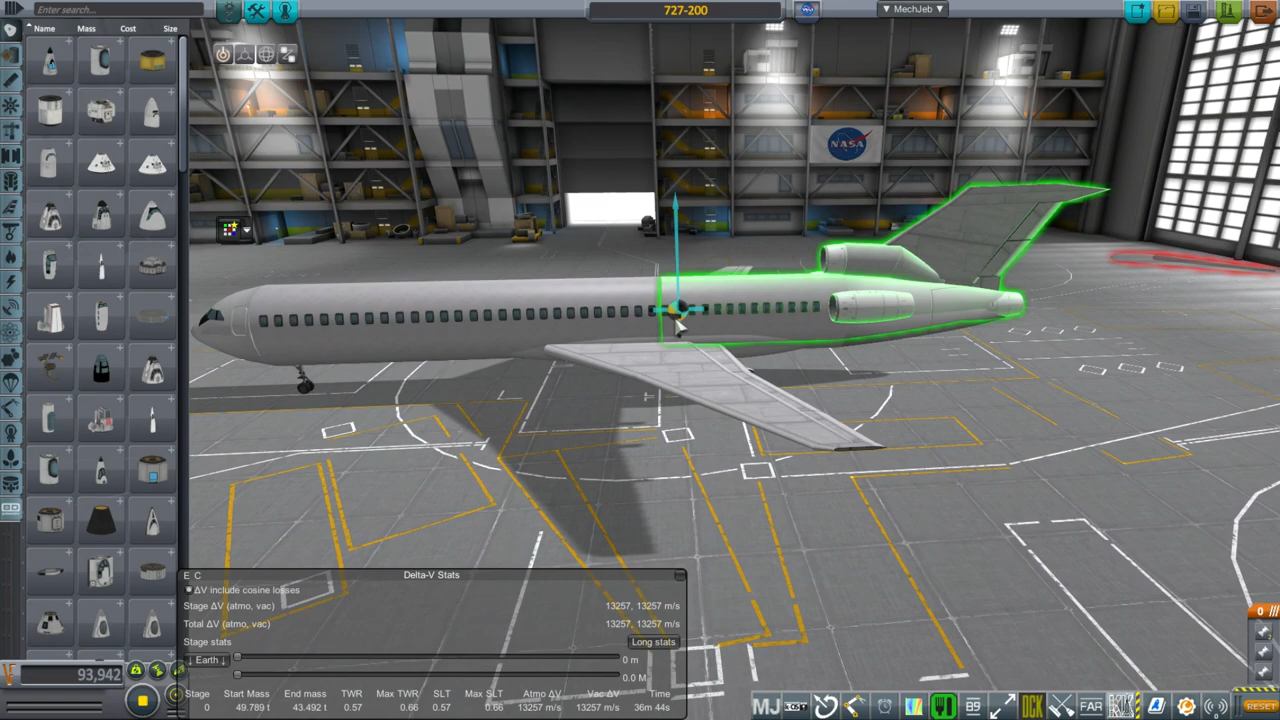 Enter search...
727-200
▼ MechJeb ▼
Name Mass Cost Size
NASA
E C Delta-V Stats
ΔV include cosine losses
Stage ΔV (atmo, vac) 13257, 13257 m/s
Total ΔV (atmo, vac) 13257, 13257 m/s
Stage stats Long stats
↓ Earth ↓ 0 m
0.0 M
Stage Start Mass End mass TWR Max TWR SLT Max SLT Atmo ΔV Vac ΔV Time
0 49.789 t 43.492 t 0.57 0.66 0.57 0.66 13257 m/s 13257 m/s 36m 44s
93,942
0
MJ COST DCK FAR RESET